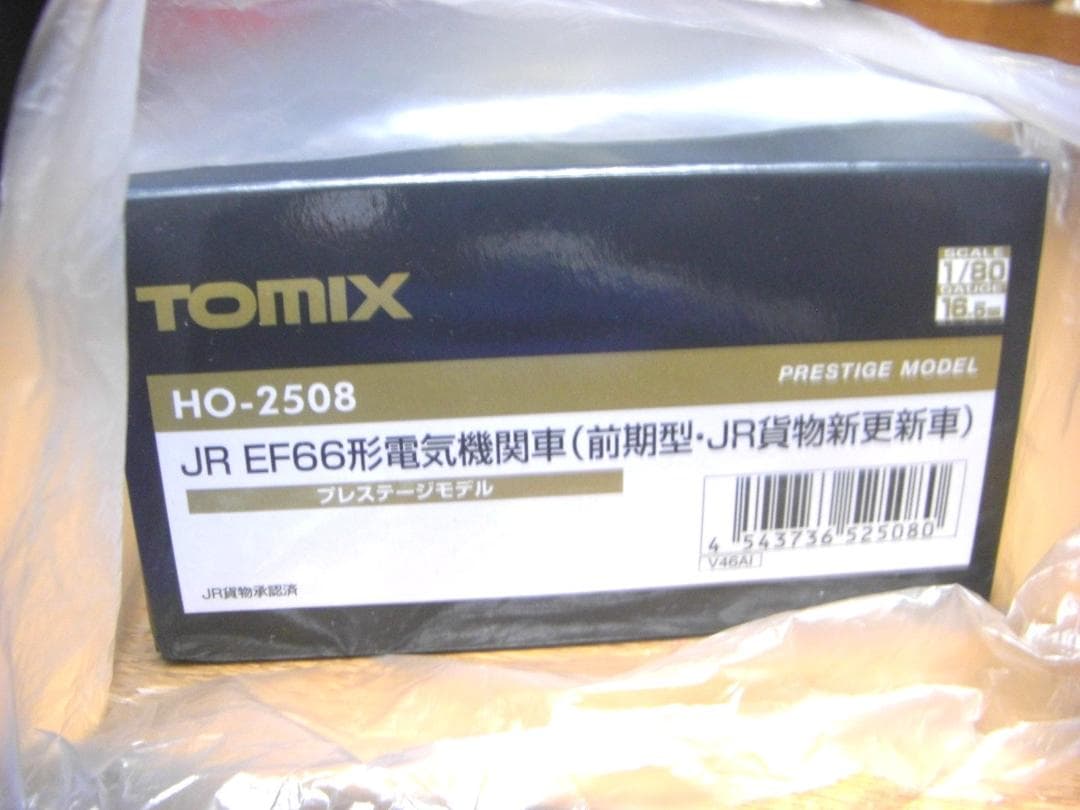 TOMIX
SCALE
1/80
GAUGE
16.5mm
PRESTIGE MODEL
HO-2508
JR EF66形電気機関車(前期型・JR貨物新更新車)
プレステージモデル
4 543736 525080
V46AI
JR貨物承認済